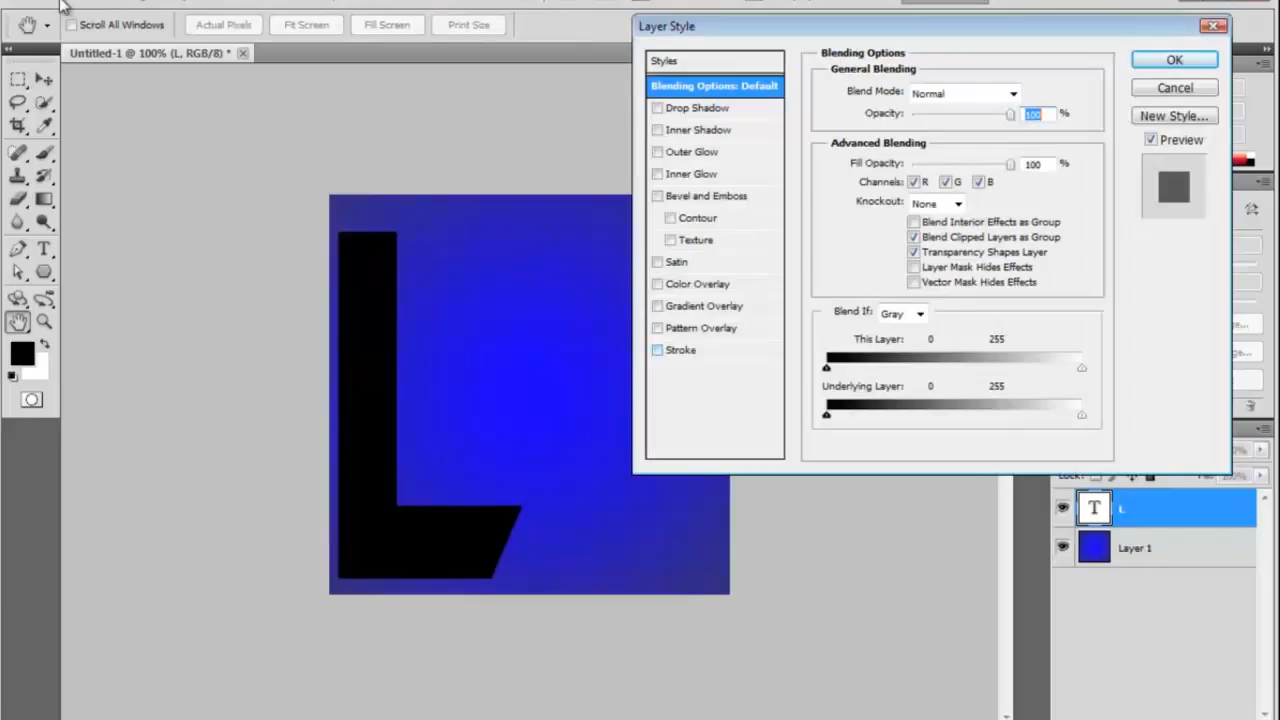 Scroll All Windows
Actual Pixels
Fit Screen
Fill Screen
Print Size
Untitled-1 @ 100% (L, RGB/8) *
L
Layer Style
Styles
Blending Options: Default
Drop Shadow
Inner Shadow
Outer Glow
Inner Glow
Bevel and Emboss
Contour
Texture
Satin
Color Overlay
Gradient Overlay
Pattern Overlay
Stroke
Blending Options
General Blending
Blend Mode: Normal
Opacity: 100 %
Advanced Blending
Fill Opacity: 100 %
Channels: R G B
Knockout: None
Blend Interior Effects as Group
Blend Clipped Layers as Group
Transparency Shapes Layer
Layer Mask Hides Effects
Vector Mask Hides Effects
Blend If: Gray
This Layer: 0 255
Underlying Layer: 0 255
OK
Cancel
New Style...
Preview
T L
Layer 1